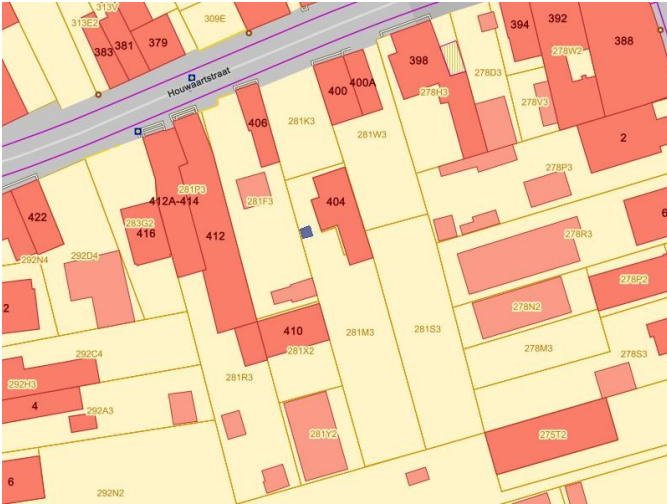 313V
309E
313E2
383
381
379
394
392
388
278W2
398
400A
400
278D3
278H3
278V3
Houwaartstraat
406
281K3
281W3
2
278P3
281P3
412A-414
281F3
404
6
422
283G2
416
412
278R3
292N4
292D4
278P2
2
278N2
410
281M3
281S3
281X2
278M3
278S3
292C4
292H3
281R3
4
292A3
281Y2
275T2
6
292N2